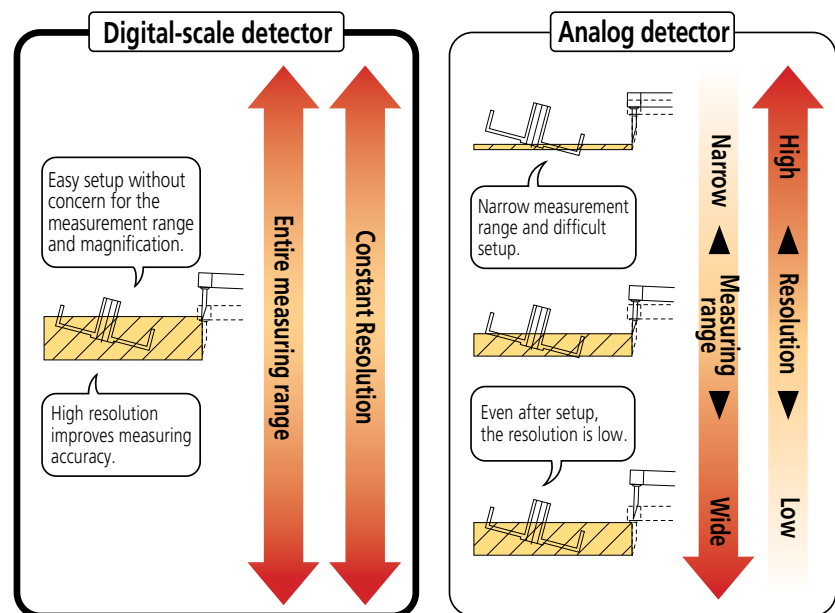 Digital-scale detector
Easy setup without
concern for the
measurement range
and magnification.
High resolution
improves measuring
accuracy.
Entire measuring range
Constant Resolution
Analog detector
Narrow measurement
range and difficult
setup.
Even after setup,
the resolution is low.
Narrow
Measuring
range
Wide
High
Resolution
Low